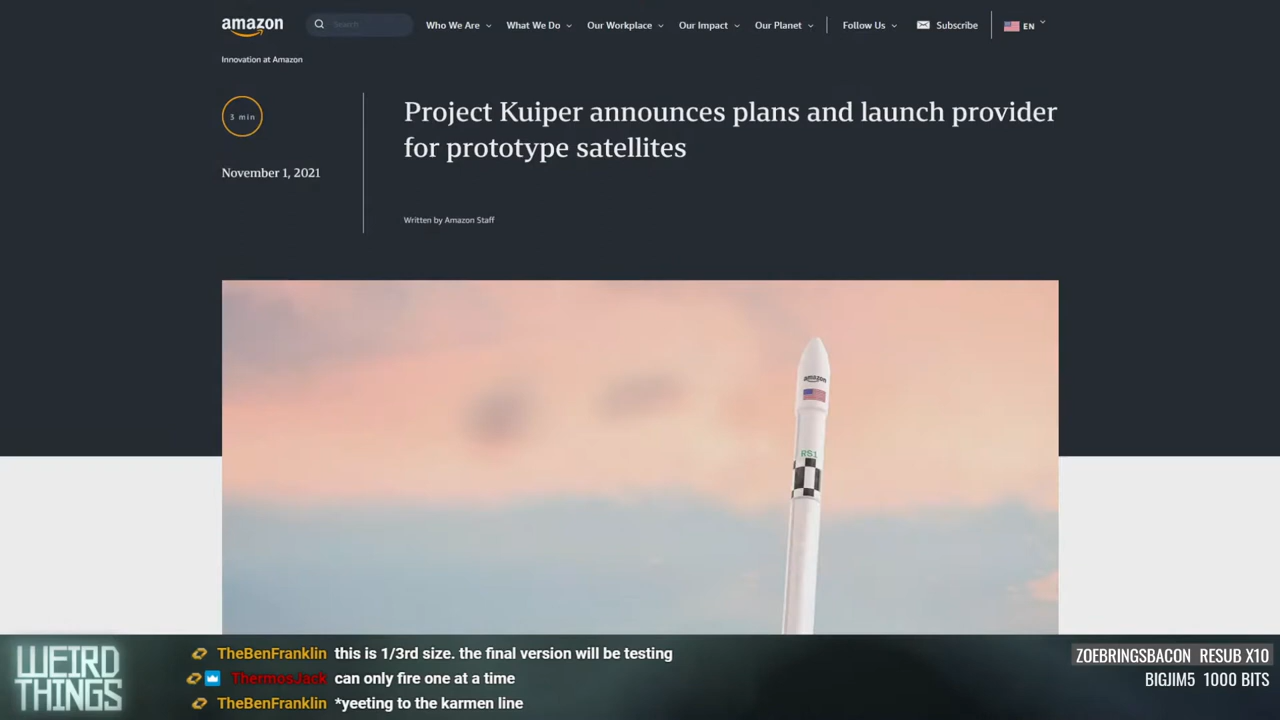 amazon
Search
Who We Are
What We Do
Our Workplace
Our Impact
Our Planet
Follow Us
Subscribe
EN
Innovation at Amazon
3 min
November 1, 2021
Project Kuiper announces plans and launch provider
for prototype satellites
Written by Amazon Staff
amazon
RS1
WEIRD
THINGS
TheBenFranklin this is 1/3rd size. the final version will be testing
ThermosJack can only fire one at a time
TheBenFranklin *yeeting to the karmen line
ZOEBRINGSBACON RESUB X10
BIGJIM5 1000 BITS